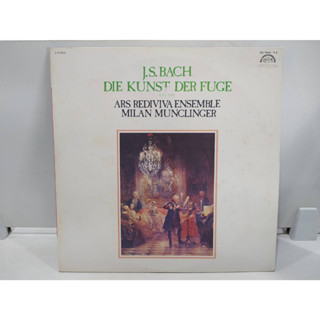 J.S. BACH
DIE KUNST DER FUGE
ARS REDIVIVA ENSEMBLE
MILAN MUNCLINGER